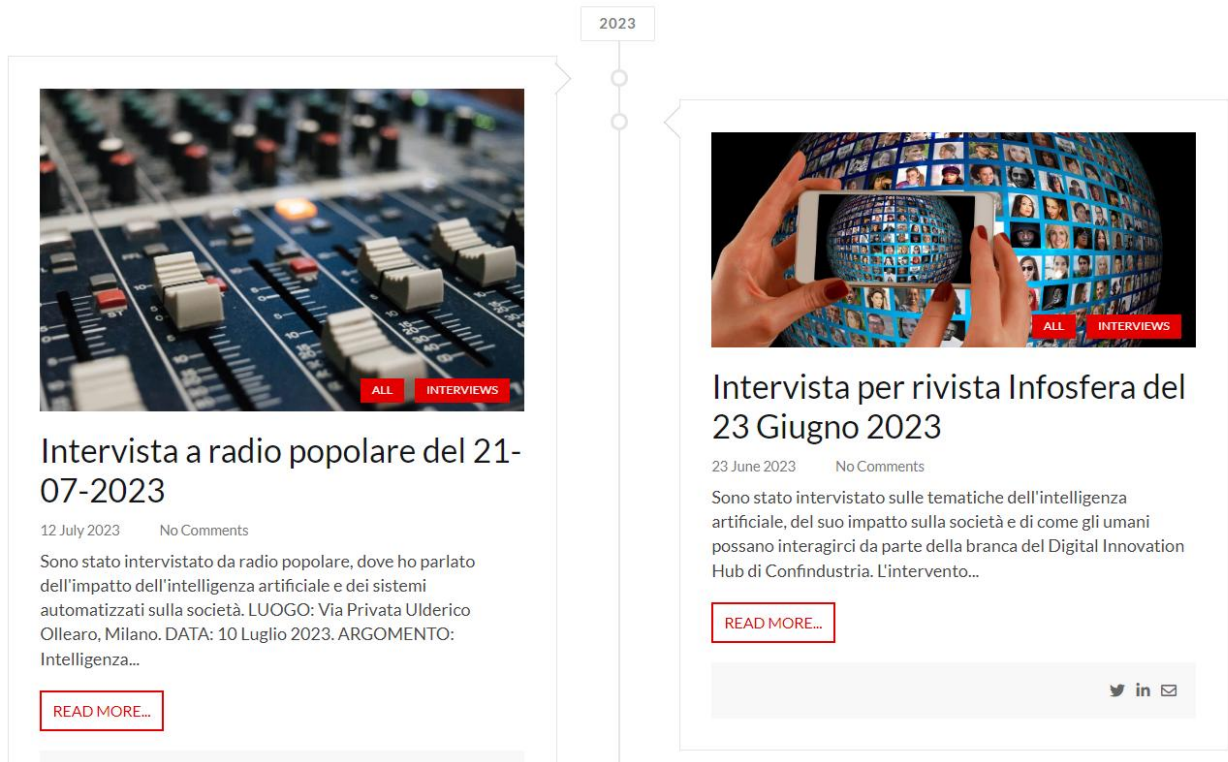 2023
ALL INTERVIEWS
Intervista a radio popolare del 21-
07-2023
12 July 2023 No Comments
Sono stato intervistato da radio popolare, dove ho parlato
dell'impatto dell'intelligenza artificiale e dei sistemi
automatizzati sulla società. LUOGO: Via Privata Ulderico
Ollearo, Milano. DATA: 10 Luglio 2023. ARGOMENTO:
Intelligenza...
READ MORE...
ALL INTERVIEWS
Intervista per rivista Infosfera del
23 Giugno 2023
23 June 2023 No Comments
Sono stato intervistato sulle tematiche dell'intelligenza
artificiale, del suo impatto sulla società e di come gli umani
possano interagirci da parte della branca del Digital Innovation
Hub di Confindustria. L'intervento...
READ MORE...